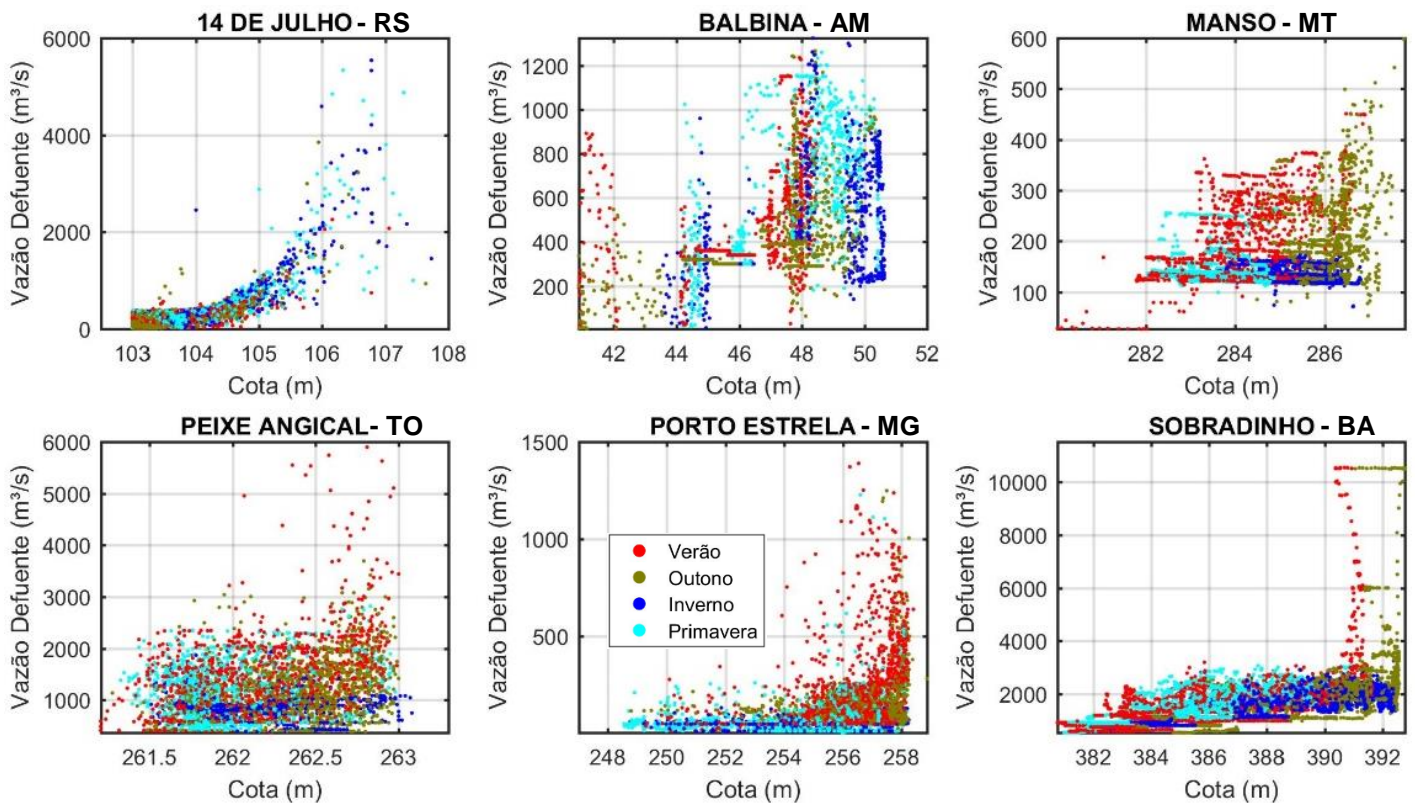 14 DE JULHO - RS
Vazão Defuente (m³/s)
6000
4000
2000
0
103 104 105 106 107 108
Cota (m)
BALBINA - AM
Vazão Defuente (m³/s)
1200
1000
800
600
400
200
42 44 46 48 50 52
Cota (m)
MANSO - MT
Vazão Defuente (m³/s)
600
500
400
300
200
100
282 284 286
Cota (m)
PEIXE ANGICAL- TO
Vazão Defuente (m³/s)
6000
5000
4000
3000
2000
1000
261.5 262 262.5 263
Cota (m)
PORTO ESTRELA - MG
Vazão Defuente (m³/s)
1500
1000
500
Verão
Outono
Inverno
Primavera
248 250 252 254 256 258
Cota (m)
SOBRADINHO - BA
Vazão Defuente (m³/s)
10000
8000
6000
4000
2000
382 384 386 388 390 392
Cota (m)